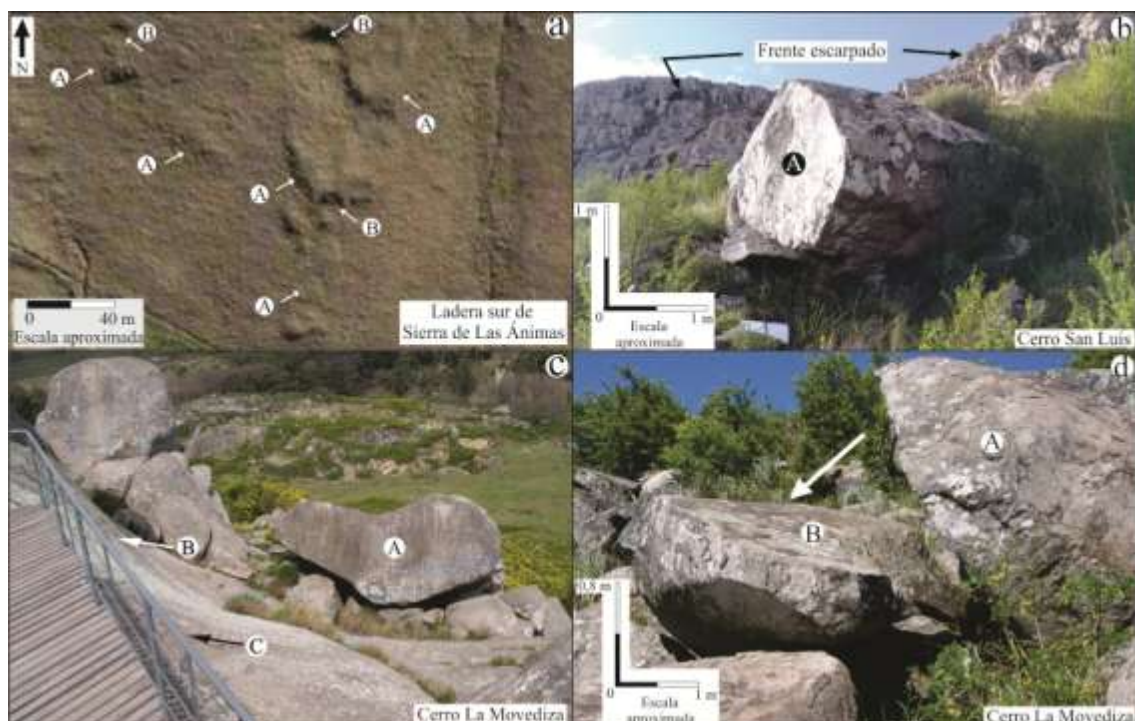 a
N
B
B
A
A
A
A
B
A
0
40 m
Escala aproximada
Ladera sur de
Sierra de Las Ánimas
b
Frente escarpado
A
1 m
0
1 m
Escala
aproximada
Cerro San Luis
c
B
A
C
Cerro La Movediza
d
A
B
0,8 m
0
1 m
Escala
aproximada
Cerro La Movediza